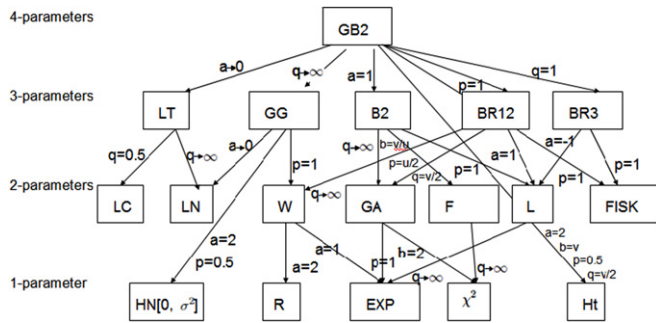 4-parameters
GB2
a→0
q→∞
a=1
p=1
q=1
3-parameters
LT
GG
B2
BR12
BR3
q=0.5
q→∞
a→0
p=1
q→∞
b=v/u
p=u/2
q=v/2
p=1
a=1
a=-1
p=1
p=1
2-parameters
LC
LN
W
q→∞
GA
F
L
FISK
a=2
p=0.5
a=2
a=1
p=1
h=2
q→∞
q→∞
a=2
b=v
p=0.5
q=v/2
1-parameter
HN[0, σ²]
R
EXP
χ²
Ht